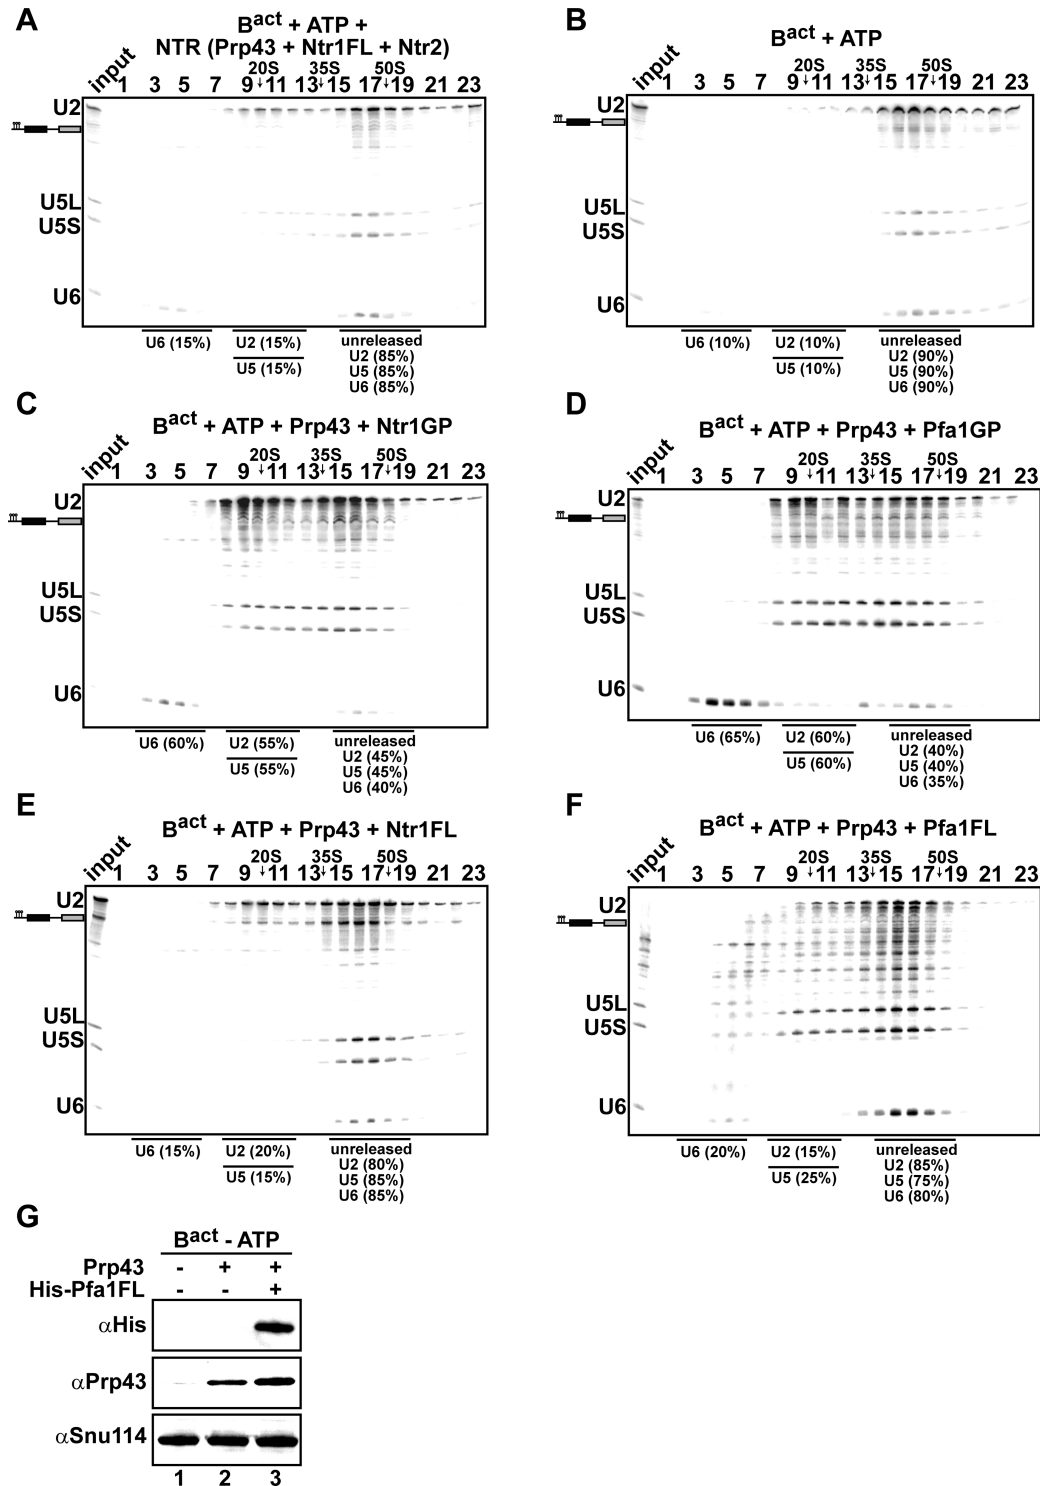 A
Bact + ATP +
NTR (Prp43 + Ntr1FL + Ntr2)
20S 35S 50S
input 1 3 5 7 9 11 13 15 17 19 21 23
U2
U5L
U5S
U6
U6 (15%)
U2 (15%)
U5 (15%)
unreleased
U2 (85%)
U5 (85%)
U6 (85%)
B
Bact + ATP
20S 35S 50S
input 1 3 5 7 9 11 13 15 17 19 21 23
U2
U5L
U5S
U6
U6 (10%)
U2 (10%)
U5 (10%)
unreleased
U2 (90%)
U5 (90%)
U6 (90%)
C
Bact + ATP + Prp43 + Ntr1GP
20S 35S 50S
input 1 3 5 7 9 11 13 15 17 19 21 23
U2
U5L
U5S
U6
U6 (60%)
U2 (55%)
U5 (55%)
unreleased
U2 (45%)
U5 (45%)
U6 (40%)
D
Bact + ATP + Prp43 + Pfa1GP
20S 35S 50S
input 1 3 5 7 9 11 13 15 17 19 21 23
U2
U5L
U5S
U6
U6 (65%)
U2 (60%)
U5 (60%)
unreleased
U2 (40%)
U5 (40%)
U6 (35%)
E
Bact + ATP + Prp43 + Ntr1FL
20S 35S 50S
input 1 3 5 7 9 11 13 15 17 19 21 23
U2
U5L
U5S
U6
U6 (15%)
U2 (20%)
U5 (15%)
unreleased
U2 (80%)
U5 (85%)
U6 (85%)
F
Bact + ATP + Prp43 + Pfa1FL
20S 35S 50S
input 1 3 5 7 9 11 13 15 17 19 21 23
U2
U5L
U5S
U6
U6 (20%)
U2 (15%)
U5 (25%)
unreleased
U2 (85%)
U5 (75%)
U6 (80%)
G
Bact - ATP
Prp43 - + +
His-Pfa1FL - - +
αHis
αPrp43
αSnu114
1 2 3